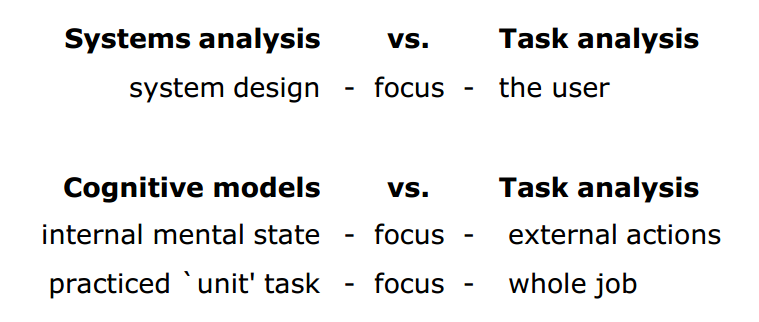 Systems analysis vs. Task analysis
system design - focus - the user
Cognitive models vs. Task analysis
internal mental state - focus - external actions
practiced `unit' task - focus - whole job